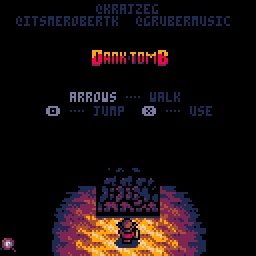 @KRAJZEG
@ITSMEROBERTK @GRUBERMUSIC
DANK TOMB
ARROWS ···· WALK
🅾️ ···· JUMP ❎ ···· USE